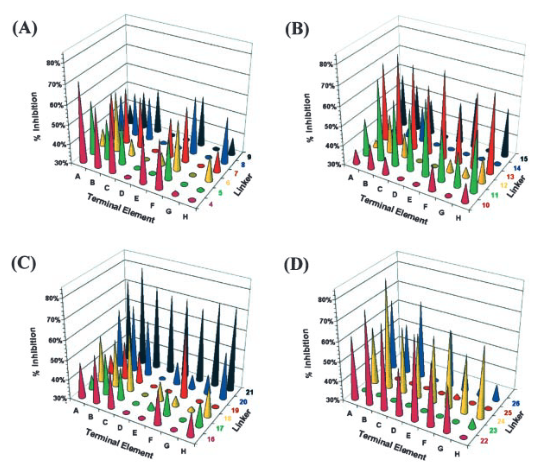 (A)
80%
70%
60%
50%
40%
30%
% Inhibition
A B C D E F G H
Terminal Element
4 5 6 7 8 9
Linker
(B)
80%
70%
60%
50%
40%
30%
% Inhibition
A B C D E F G H
Terminal Element
10 11 12 13 14 15
Linker
(C)
80%
70%
60%
50%
40%
30%
% Inhibition
A B C D E F G H
Terminal Element
16 17 18 19 20 21
Linker
(D)
80%
70%
60%
50%
40%
30%
% Inhibition
A B C D E F G H
Terminal Element
22 23 24 25 26
Linker